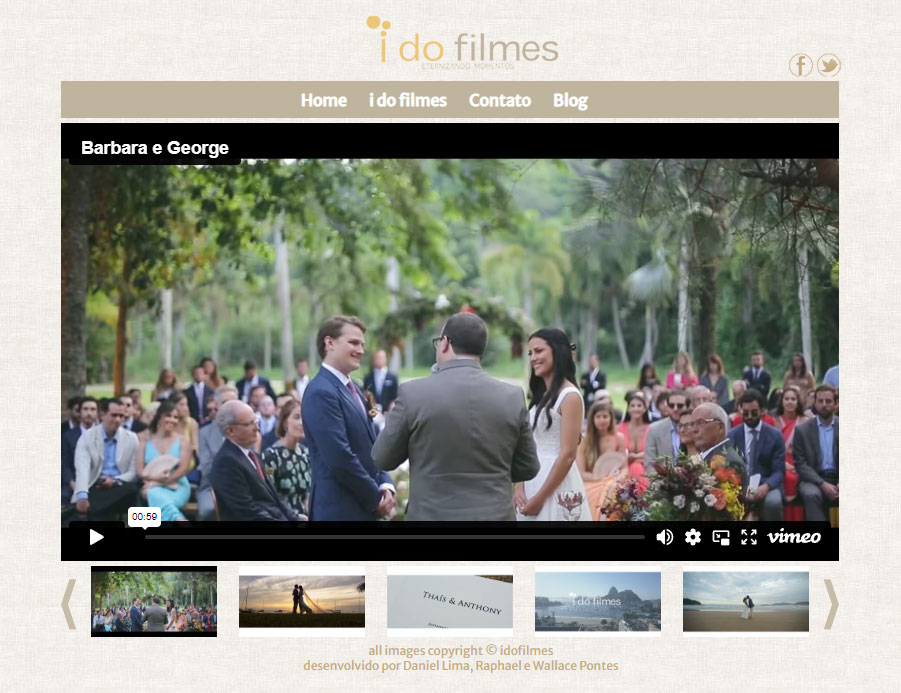 i do filmes
ETERNIZANDO MOMENTOS
Home i do filmes Contato Blog
Barbara e George
00:59
vimeo
THAÍS & ANTHONY
i do filmes
all images copyright © idofilmes
desenvolvido por Daniel Lima, Raphael e Wallace Pontes